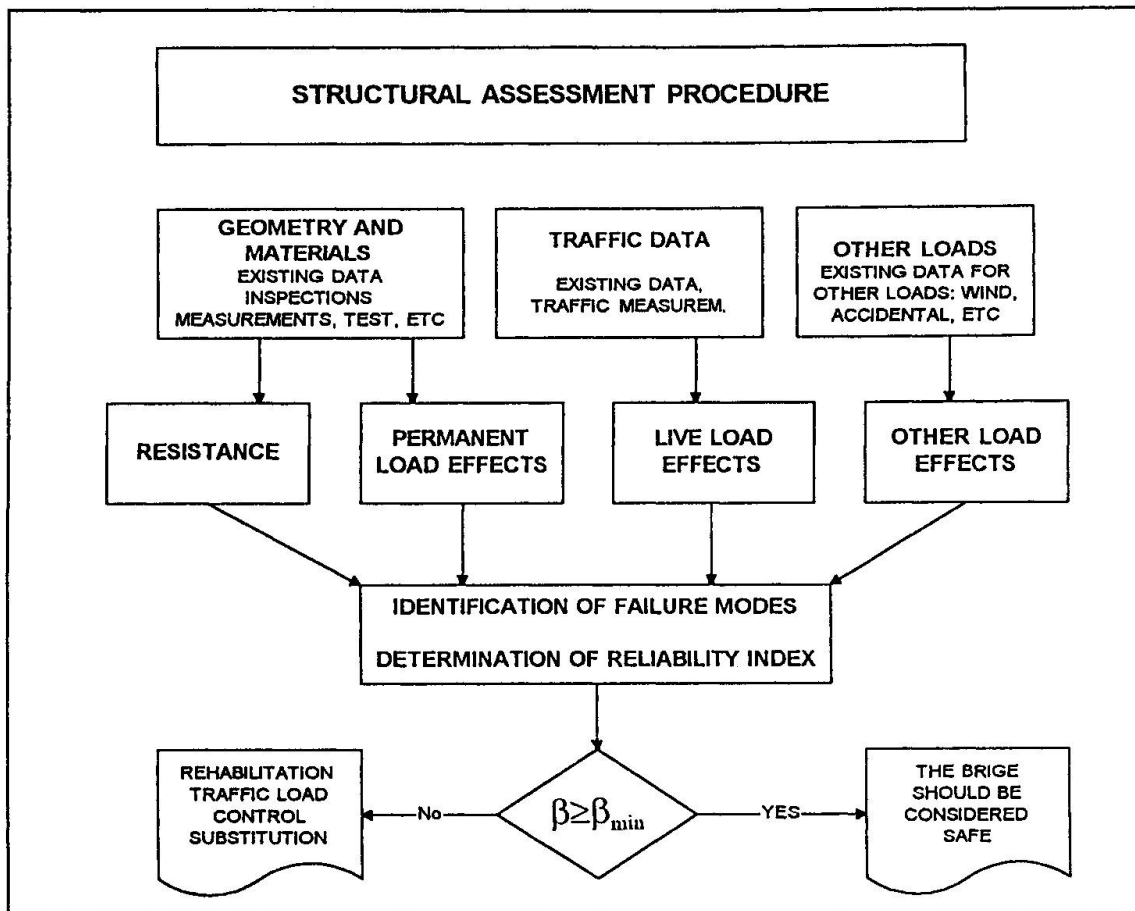 STRUCTURAL ASSESSMENT PROCEDURE
GEOMETRY AND
MATERIALS
EXISTING DATA
INSPECTIONS
MEASUREMENTS, TEST, ETC
TRAFFIC DATA
EXISTING DATA,
TRAFFIC MEASUREM.
OTHER LOADS
EXISTING DATA FOR
OTHER LOADS: WIND,
ACCIDENTAL, ETC
RESISTANCE
PERMANENT
LOAD EFFECTS
LIVE LOAD
EFFECTS
OTHER LOAD
EFFECTS
IDENTIFICATION OF FAILURE MODES
DETERMINATION OF RELIABILITY INDEX
REHABILITATION
TRAFFIC LOAD
CONTROL
SUBSTITUTION
No
β≥βmin
YES
THE BRIGE
SHOULD BE
CONSIDERED
SAFE